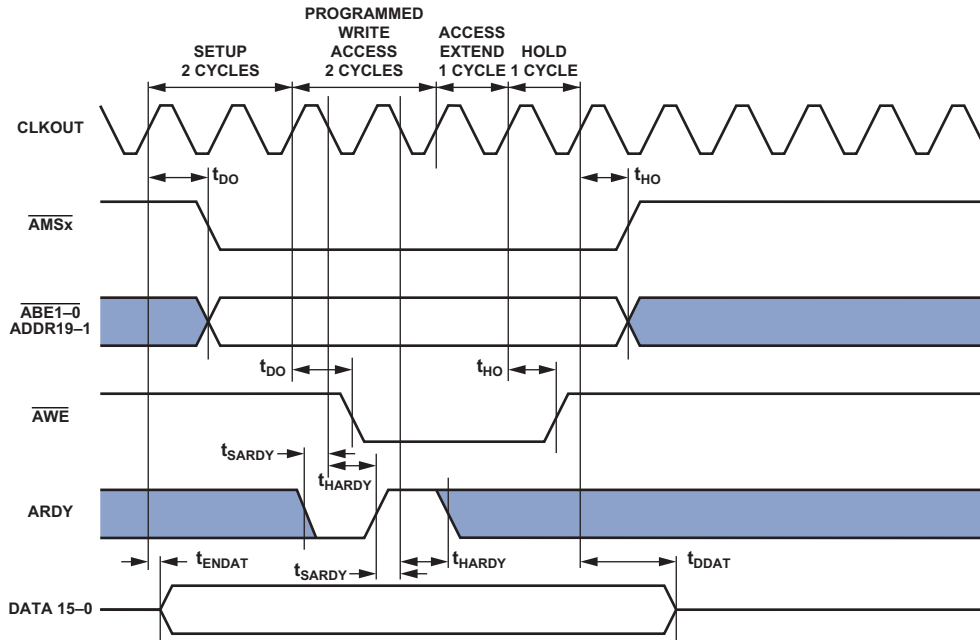 PROGRAMMED
WRITE
ACCESS
2 CYCLES
SETUP
2 CYCLES
ACCESS
EXTEND
1 CYCLE
HOLD
1 CYCLE
CLKOUT
tDO
tHO
AMSx
ABE1–0
ADDR19–1
tDO
tHO
AWE
tSARDY
tHARDY
ARDY
tENDAT
tSARDY
tHARDY
tDDAT
DATA 15–0